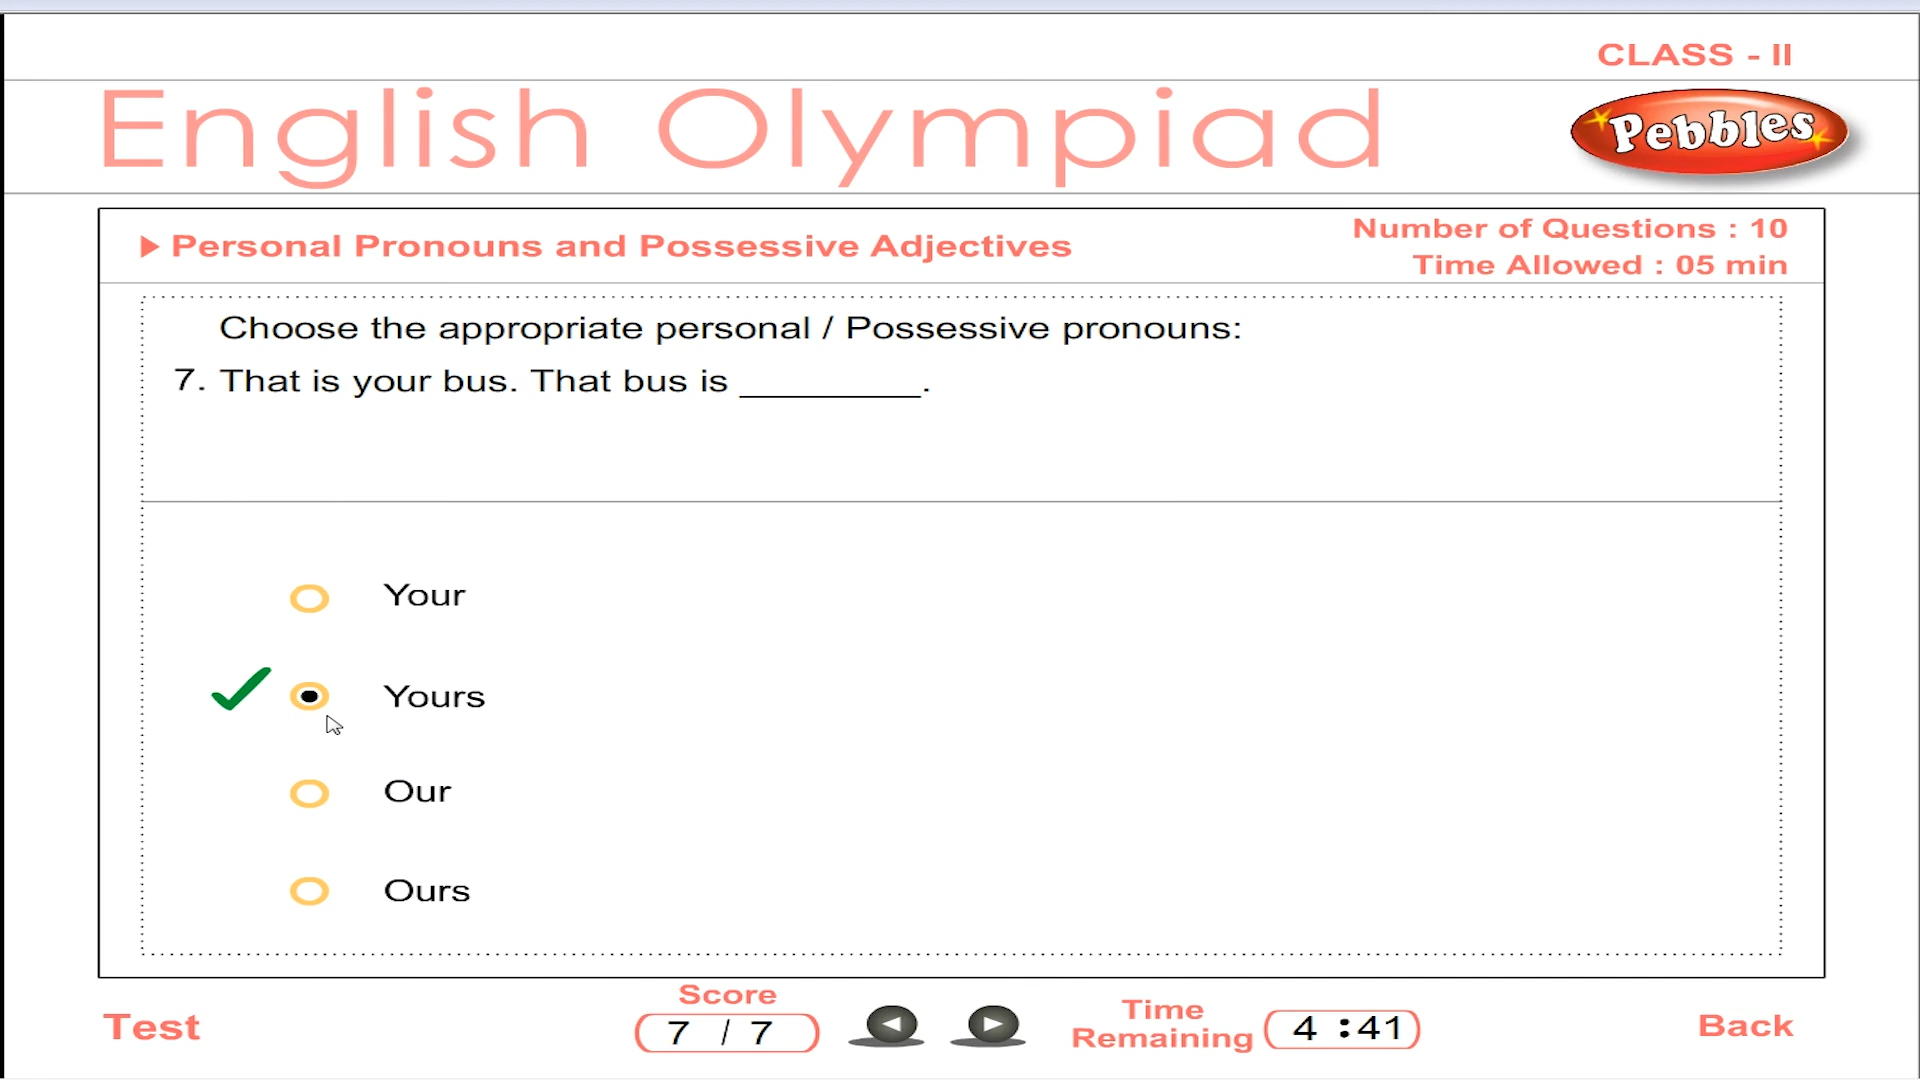 CLASS - II
English Olympiad
Pebbles
Personal Pronouns and Possessive Adjectives
Number of Questions : 10
Time Allowed : 05 min
Choose the appropriate personal / Possessive pronouns:
7. That is your bus. That bus is _________.
Your
Yours
Our
Ours
Test
Score
7 / 7
Time
Remaining
4 :41
Back